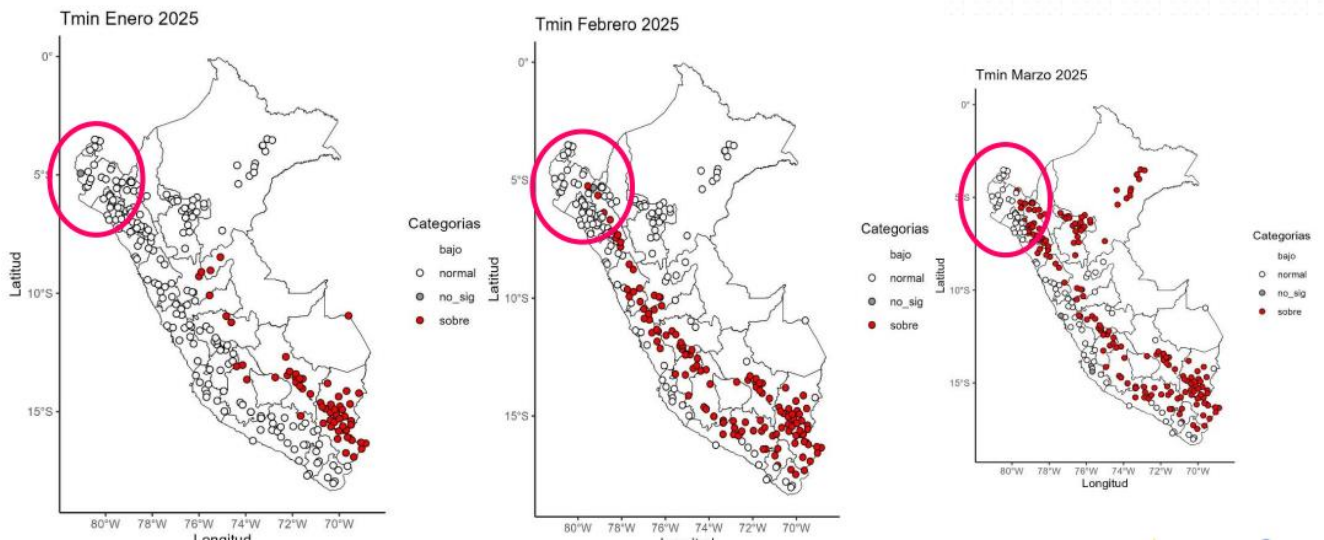 Tmin Enero 2025
0°
5°S
10°S
15°S
Latitud
80°W 78°W 76°W 74°W 72°W 70°W
Longitud
Categorias
bajo
normal
no_sig
sobre
Tmin Febrero 2025
0°
5°S
10°S
15°S
Latitud
80°W 78°W 76°W 74°W 72°W 70°W
Categorias
bajo
normal
no_sig
sobre
Tmin Marzo 2025
0°
5°S
10°S
15°S
Latitud
80°W 78°W 76°W 74°W 72°W 70°W
Longitud
Categorias
bajo
normal
no_sig
sobre